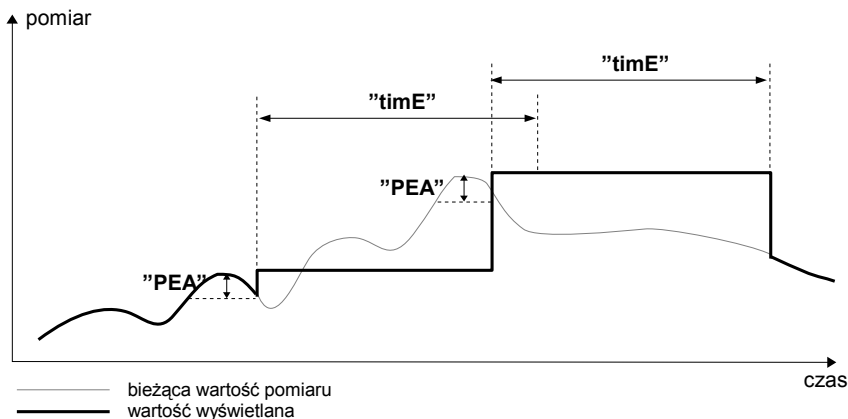 pomiar
”timE”
”timE”
”PEA”
”PEA”
czas
bieżąca wartość pomiaru
wartość wyświetlana